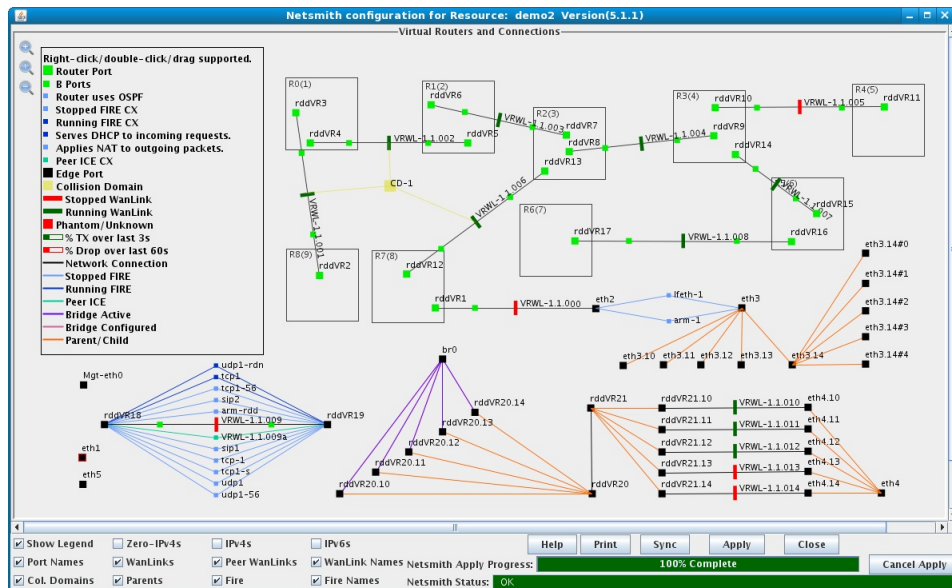 Netsmith configuration for Resource: demo2 Version(5.1.1)
Virtual Routers and Connections
Right-click/double-click/drag supported.
Router Port
B Ports
Router uses OSPF
Stopped FIRE CX
Running FIRE CX
Serves DHCP to incoming requests.
Applies NAT to outgoing packets.
Peer ICE CX
Edge Port
Collision Domain
Stopped WanLink
Running WanLink
Phantom/Unknown
% TX over last 3s
% Drop over last 60s
Network Connection
Stopped FIRE
Running FIRE
Peer ICE
Bridge Active
Bridge Configured
Parent/Child
R0(1)
rddVR3
rddVR4
VRWL-1.1.002
R1(2)
rddVR6
rddVR5
VRWL-1.1.003
R2(3)
rddVR7
rddVR8
rddVR13
VRWL-1.1.004
R3(4)
rddVR10
rddVR9
rddVR14
VRWL-1.1.005
R4(5)
rddVR11
CD-1
VRWL-1.1.006
VRWL-1.1.007
rddVR15
rddVR16
R6(7)
rddVR17
VRWL-1.1.008
VRWL-1.1.001
R8(9)
rddVR2
R7(8)
rddVR12
rddVR1
VRWL-1.1.000
eth2
arm-1
eth3
eth3.14#0
eth3.14#1
eth3.14#2
eth3.14#3
eth3.14#4
eth3.10
eth3.11
eth3.12
eth3.13
eth3.14
Mgt-eth0
eth1
eth5
rddVR18
udp1-rdn
tcp1
tcp1-56
sip2
arm-rdd
VRWL-1.1.009
VRWL-1.1.009a
sip1
tcp-1
tcp1-s
udp1
udp1-56
rddVR19
br0
rddVR20.14
rddVR20.13
rddVR20.12
rddVR20.11
rddVR20.10
rddVR20
rddVR21
rddVR21.10
VRWL-1.1.010
eth4.10
rddVR21.11
VRWL-1.1.011
eth4.11
rddVR21.12
VRWL-1.1.012
eth4.12
rddVR21.13
VRWL-1.1.013
eth4.13
rddVR21.14
VRWL-1.1.014
eth4.14
eth4
Show Legend
Zero-IPv4s
IPv4s
IPv6s
Help
Print
Sync
Apply
Close
Port Names
WanLinks
Peer WanLinks
WanLink Names
Netsmith Apply Progress:
100% Complete
Cancel Apply
Col. Domains
Parents
Fire
Fire Names
Netsmith Status:
OK